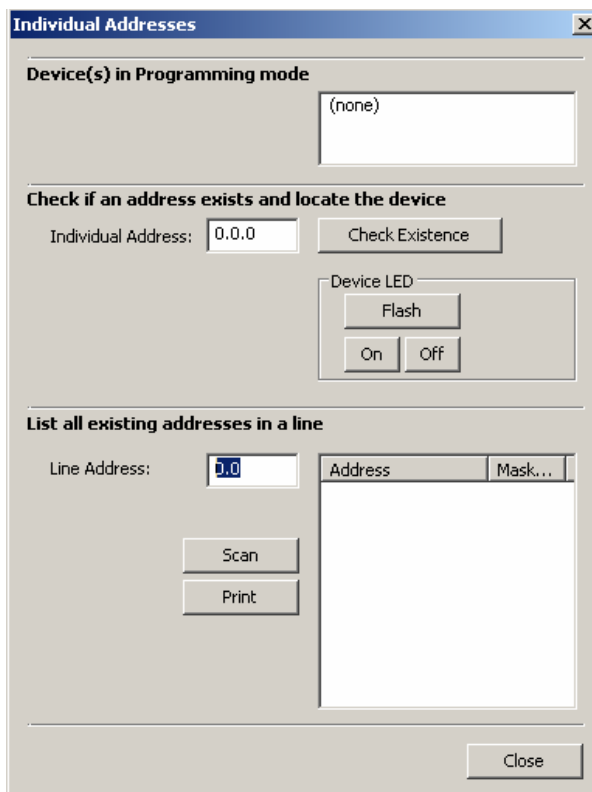 Individual Addresses
Device(s) in Programming mode
(none)
Check if an address exists and locate the device
Individual Address: 0.0.0 Check Existence
Device LED
Flash
On Off
List all existing addresses in a line
Line Address: 0.0 Address Mask...
Scan
Print
Close